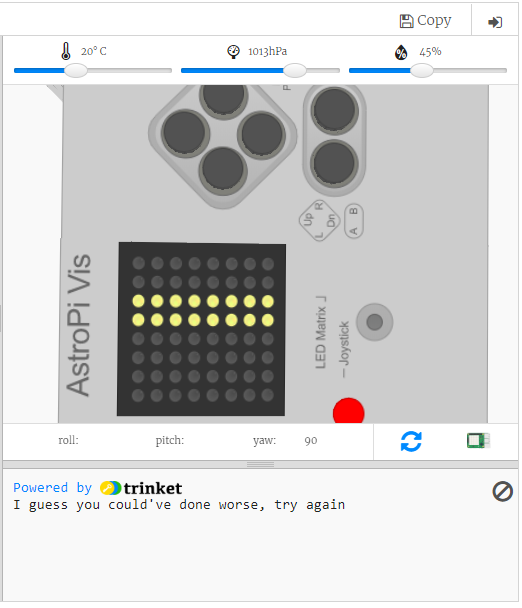 Copy
20° C
1013hPa
45%
P
Up
R
L
Dn
A
B
AstroPi Vis
LED Matrix
Joystick
roll:
pitch:
yaw:
90
Powered by trinket
I guess you could've done worse, try again